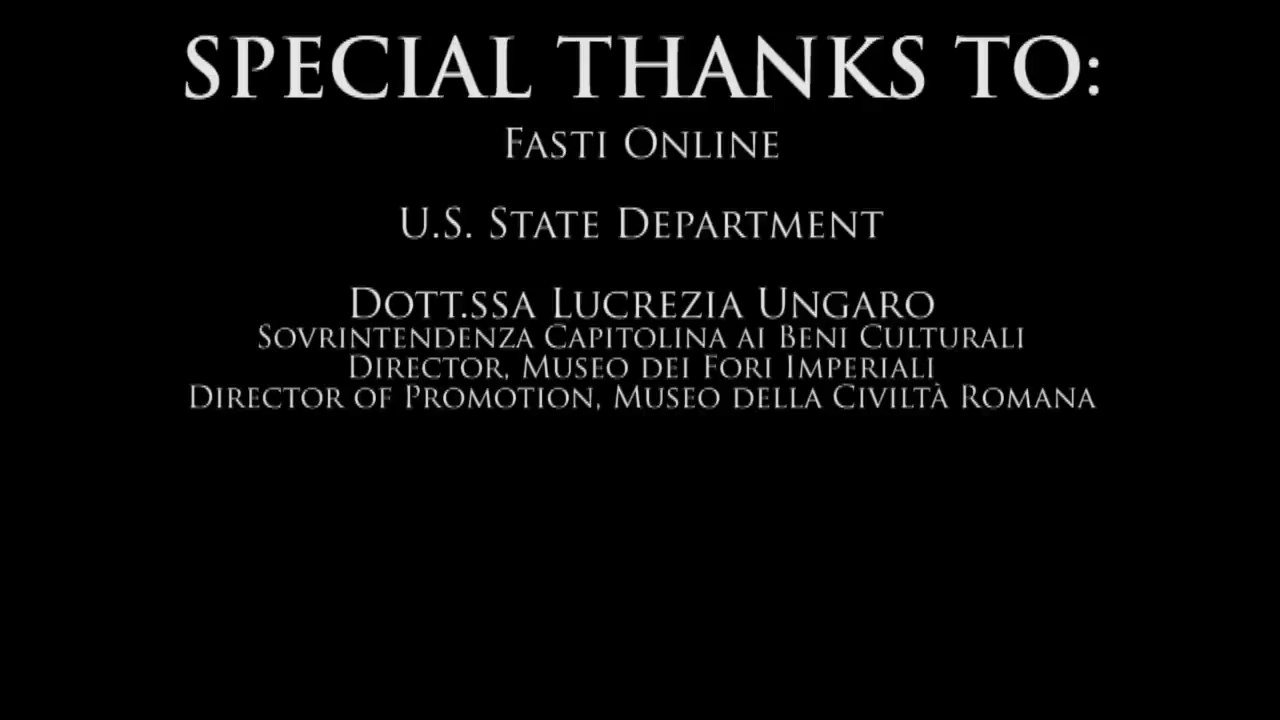 SPECIAL THANKS TO:
FASTI ONLINE
U.S. STATE DEPARTMENT
DOTT.SSA LUCREZIA UNGARO
SOVRINTENDENZA CAPITOLINA AI BENI CULTURALI
DIRECTOR, MUSEO DEI FORI IMPERIALI
DIRECTOR OF PROMOTION, MUSEO DELLA CIVILTÀ ROMANA